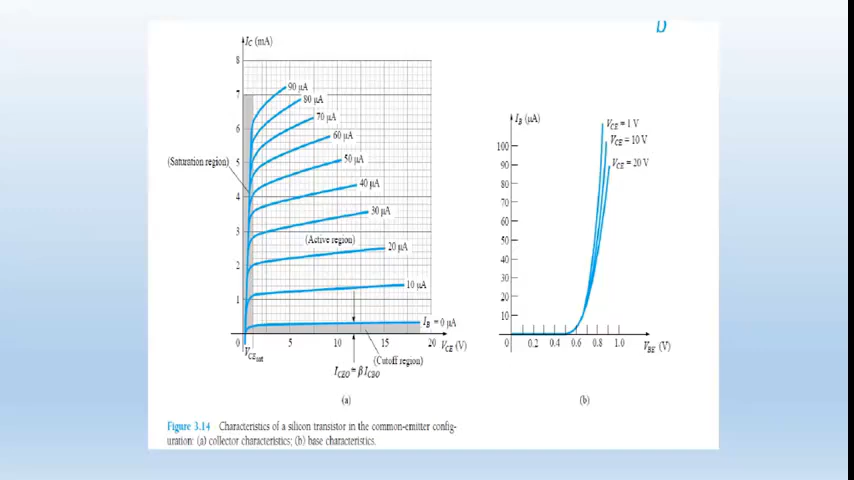 b
I_C (mA)
8
7
6
5
4
3
2
1
0
5
10
15
20
V_CE (V)
90 µA
80 µA
70 µA
60 µA
50 µA
40 µA
30 µA
20 µA
10 µA
I_B = 0 µA
(Saturation region)
(Active region)
(Cutoff region)
V_CEsat
I_CEO ≈ β I_CBO
(a)
I_B (µA)
V_CE = 1 V
V_CE = 10 V
V_CE = 20 V
100
90
80
70
60
50
40
30
20
10
0
0.2
0.4
0.6
0.8
1.0
V_BE (V)
(b)
Figure 3.14 Characteristics of a silicon transistor in the common-emitter config-
uration: (a) collector characteristics; (b) base characteristics.